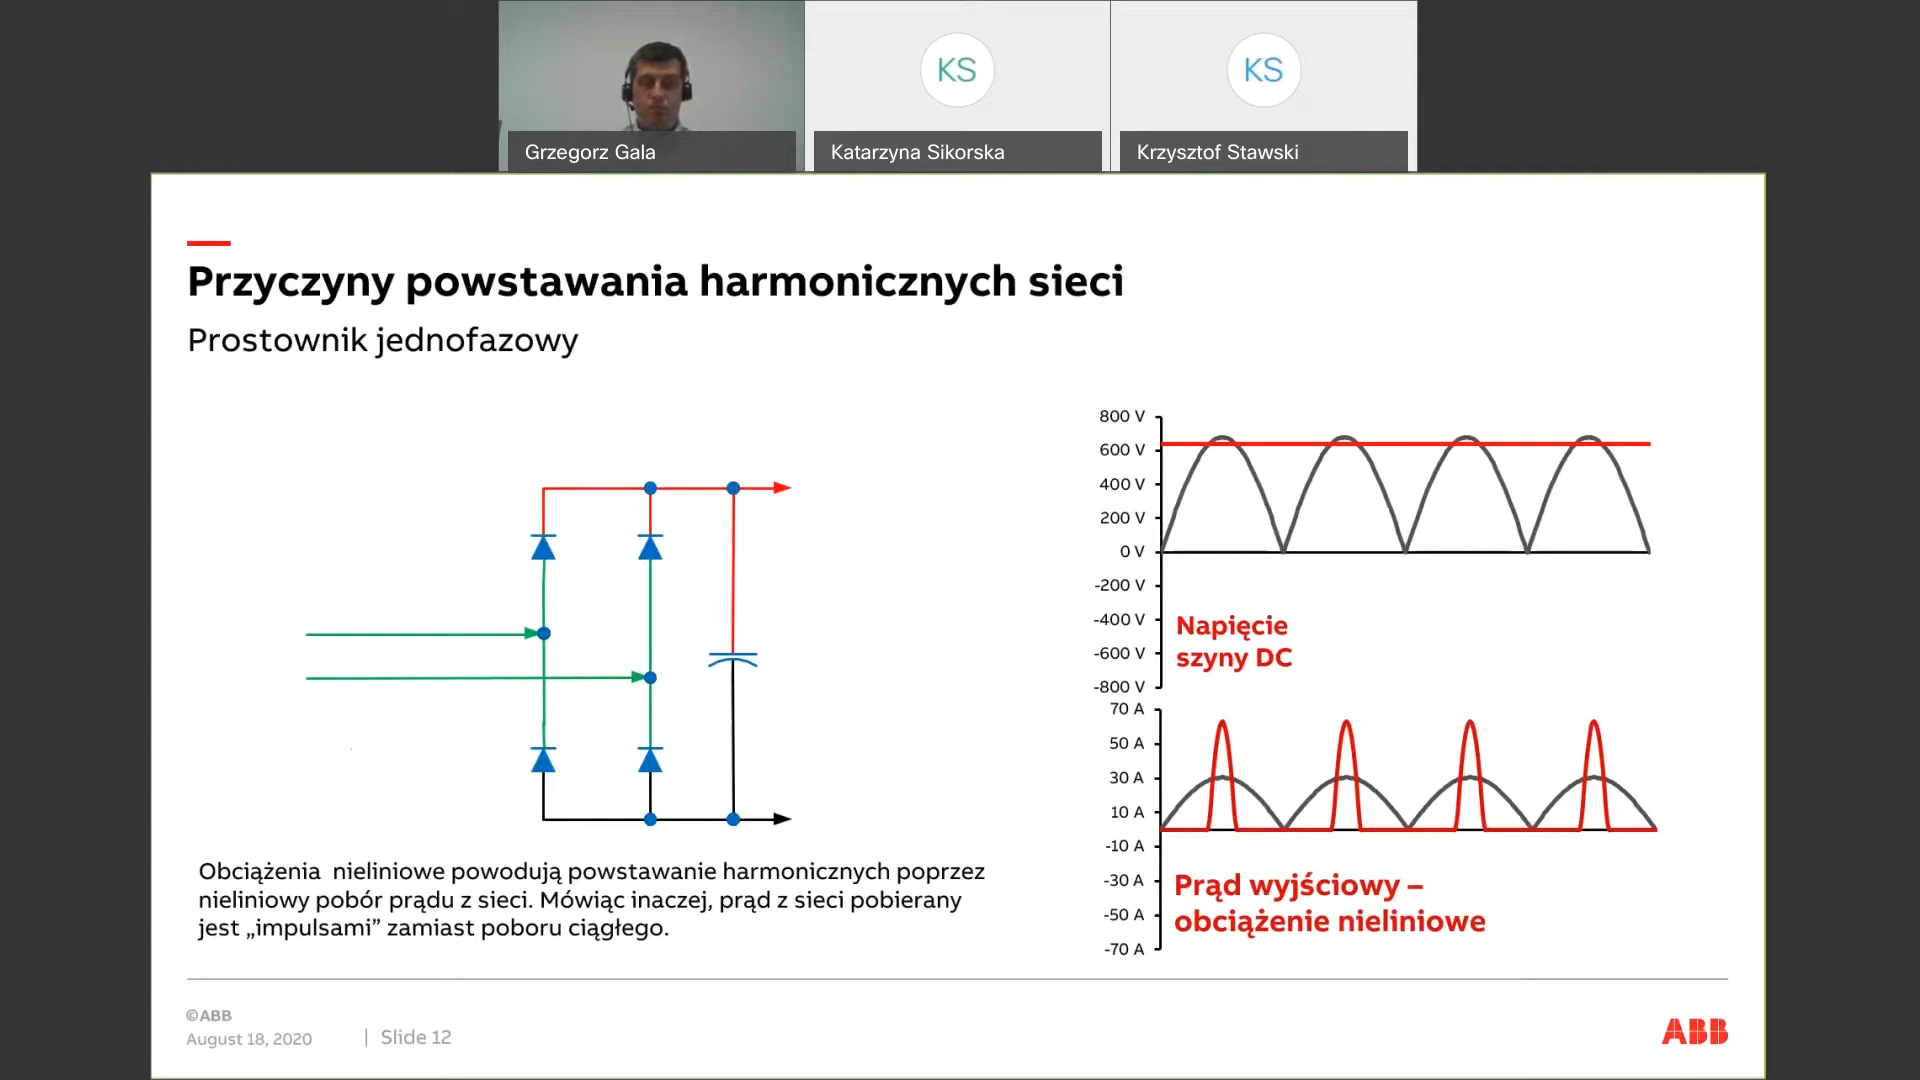 KS
KS
Grzegorz Gala
Katarzyna Sikorska
Krzysztof Stawski
Przyczyny powstawania harmonicznych sieci
Prostownik jednofazowy
800 V
600 V
400 V
200 V
0 V
-200 V
-400 V
-600 V
-800 V
Napięcie
szyny DC
70 A
50 A
30 A
10 A
-10 A
-30 A
-50 A
-70 A
Prąd wyjściowy –
obciążenie nieliniowe
Obciążenia  nieliniowe powodują powstawanie harmonicznych poprzez
nieliniowy pobór prądu z sieci. Mówiąc inaczej, prąd z sieci pobierany
jest „impulsami” zamiast poboru ciągłego.
©ABB
August 18, 2020 | Slide 12
ABB